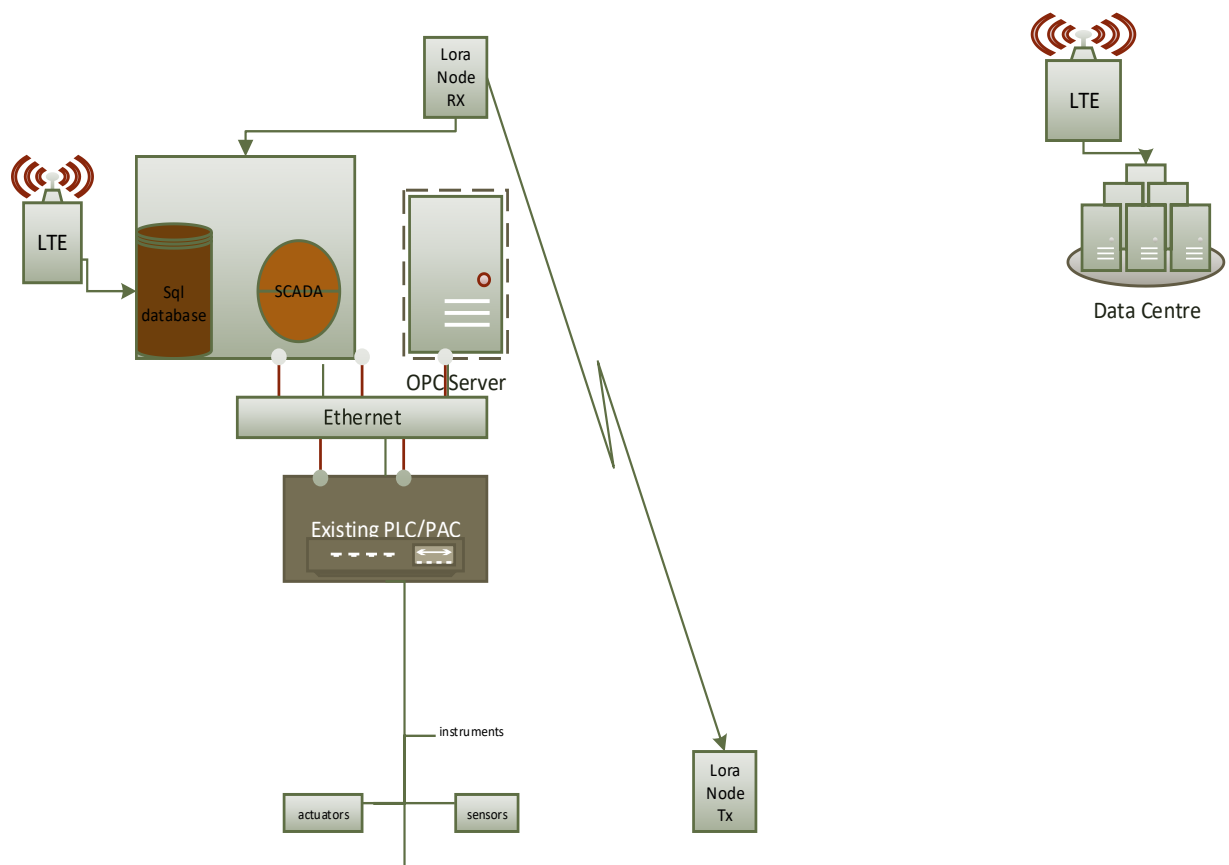 Lora
Node
RX
LTE
LTE
Sql
database
SCADA
OPC Server
Data Centre
Ethernet
Existing PLC/PAC
instruments
actuators
sensors
Lora
Node
Tx